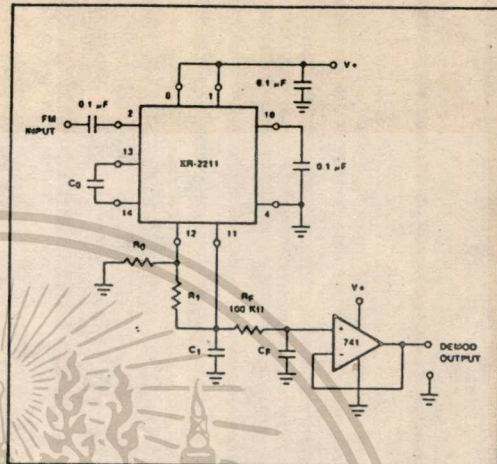 V+
0.1 µF
8
1
0.1 µF
FM
INPUT
2
10
13
XR-2211
0.1 µF
C₀
14
4
12
11
R₀
R₁
RF
100 KΩ
V+
C₁
CF
+
741
-
DEMOD
OUTPUT